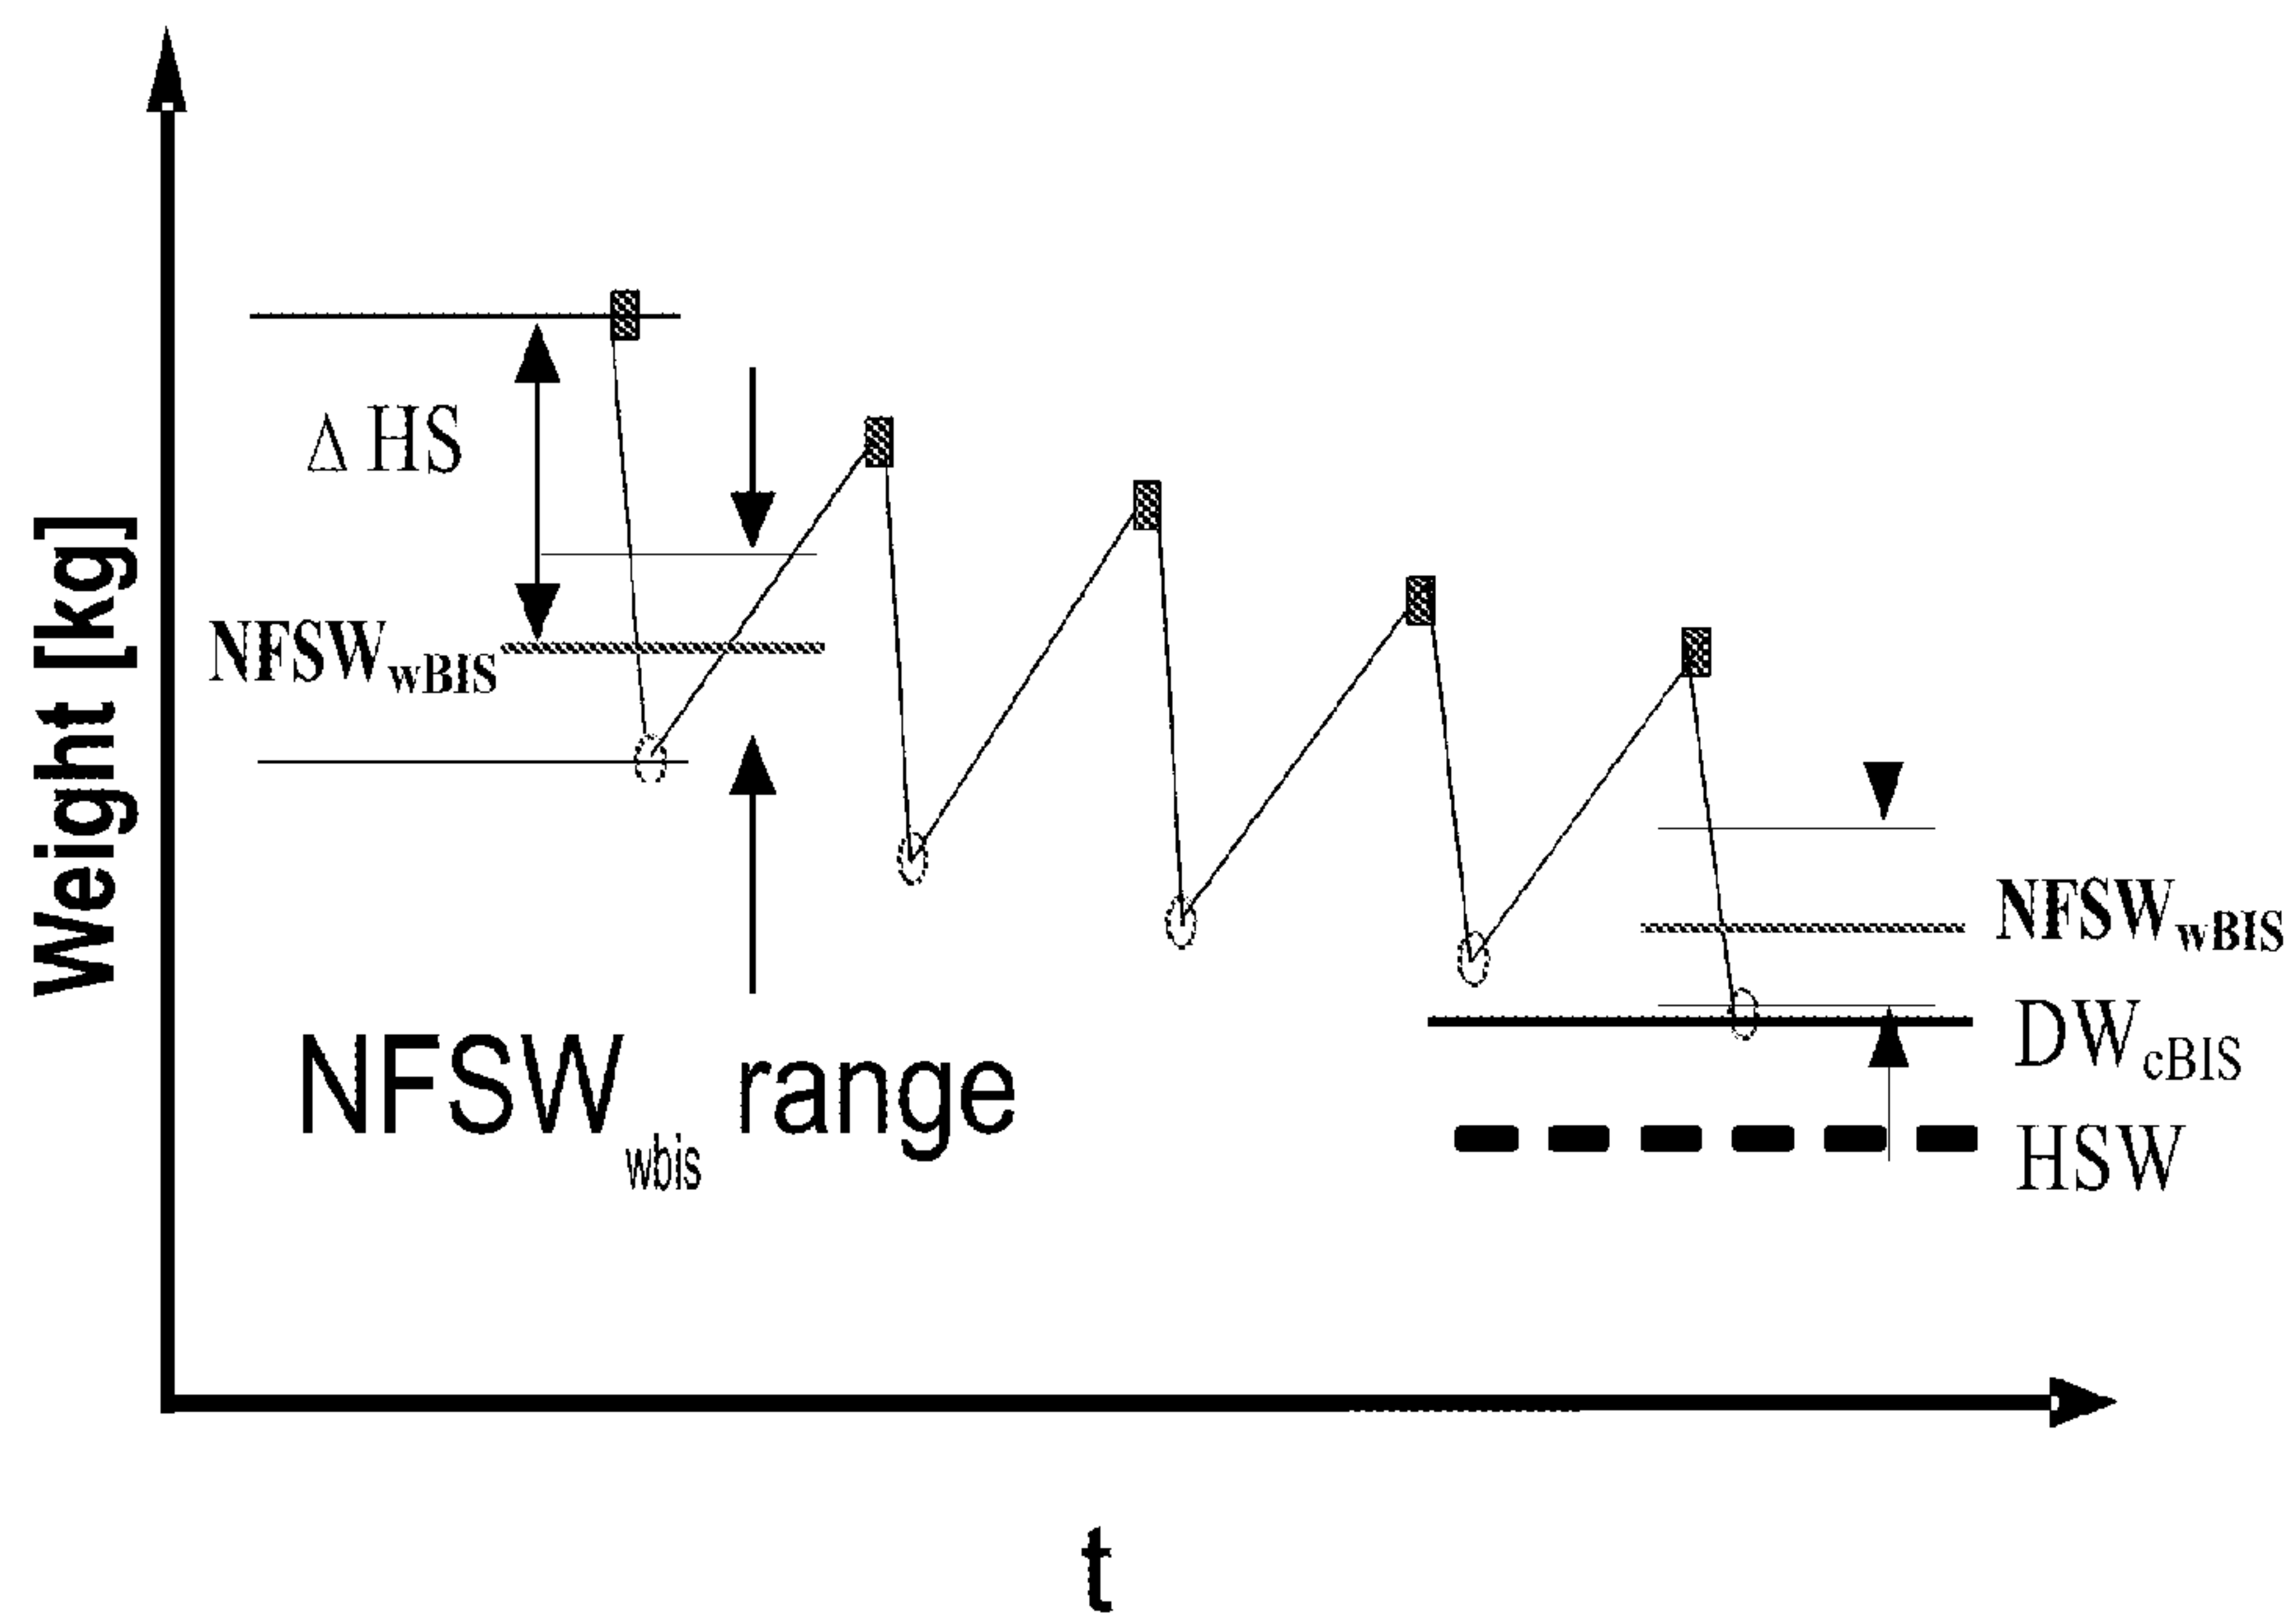 Weight [kg]
Δ HS
NFSWwBIS
NFSWwbis range
NFSWwBIS
DWcBIS
HSW
t